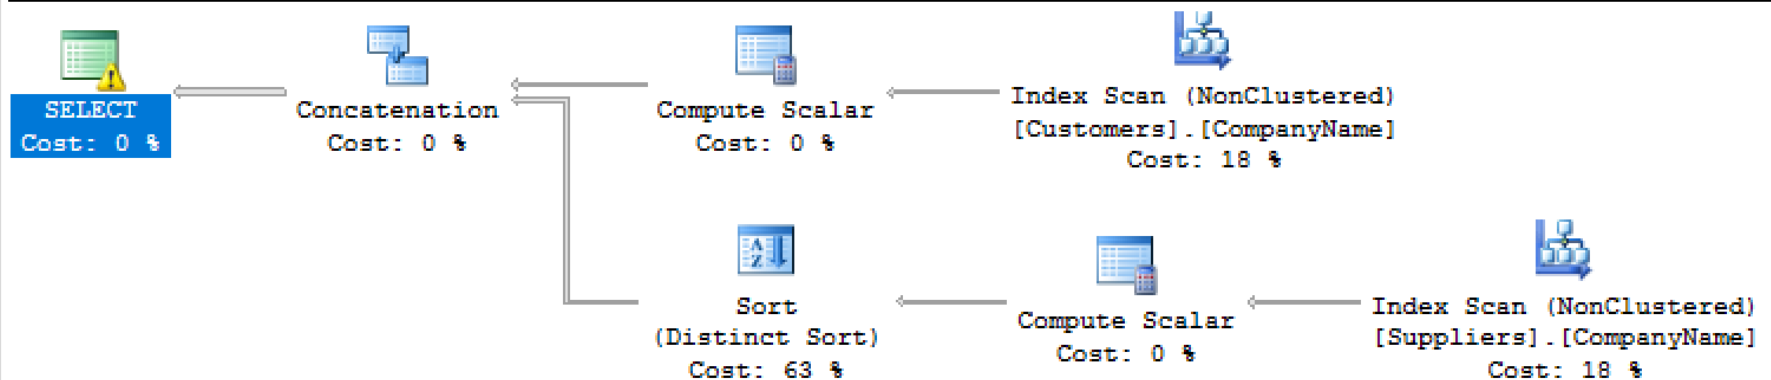 SELECT
Cost: 0 %
Concatenation
Cost: 0 %
Compute Scalar
Cost: 0 %
Index Scan (NonClustered)
[Customers].[CompanyName]
Cost: 18 %
Sort
(Distinct Sort)
Cost: 63 %
Compute Scalar
Cost: 0 %
Index Scan (NonClustered)
[Suppliers].[CompanyName]
Cost: 18 %